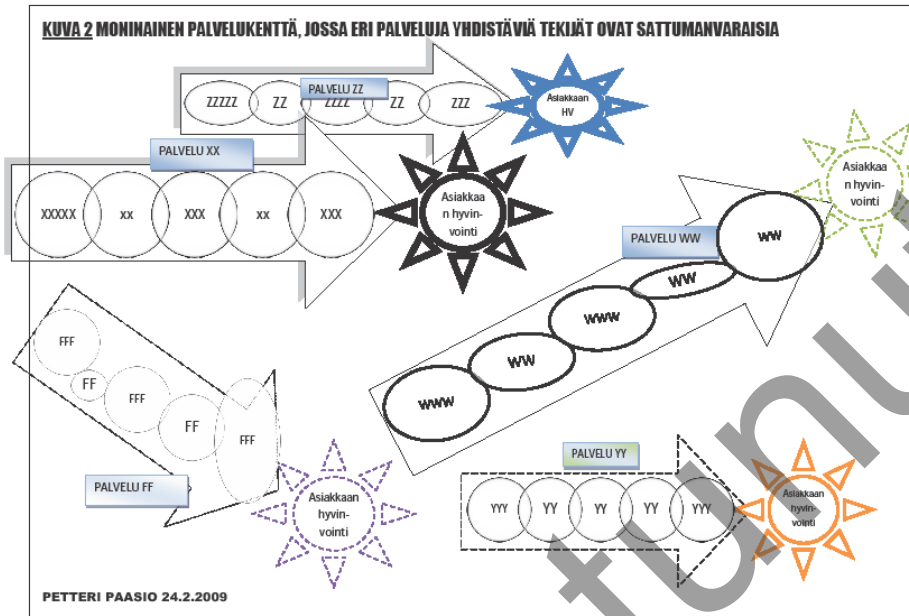 KUVA 2 MONINAINEN PALVELUKENTTÄ, JOSSA ERI PALVELUJA YHDISTÄVIÄ TEKIJÄT OVAT SATTUMANVARAISIA
PALVELU ZZ
ZZZZZ ZZ ZZZZ ZZ ZZZ
Asiakkaan
HV
PALVELU XX
XXXXX xx XXX xx XXX
Asiakkaa
n hyvin-
vointi
Asiakkaa
n hyvin-
vointi
PALVELU WW
WWW WW WWW WW WW
FFF
FF
FFF
FF
FFF
PALVELU FF
Asiakkaan
hyvin-
vointi
PALVELU YY
YYY YY YY YY YYY
Asiakkaan
hyvin-
vointi
PETTERI PAASIO 24.2.2009